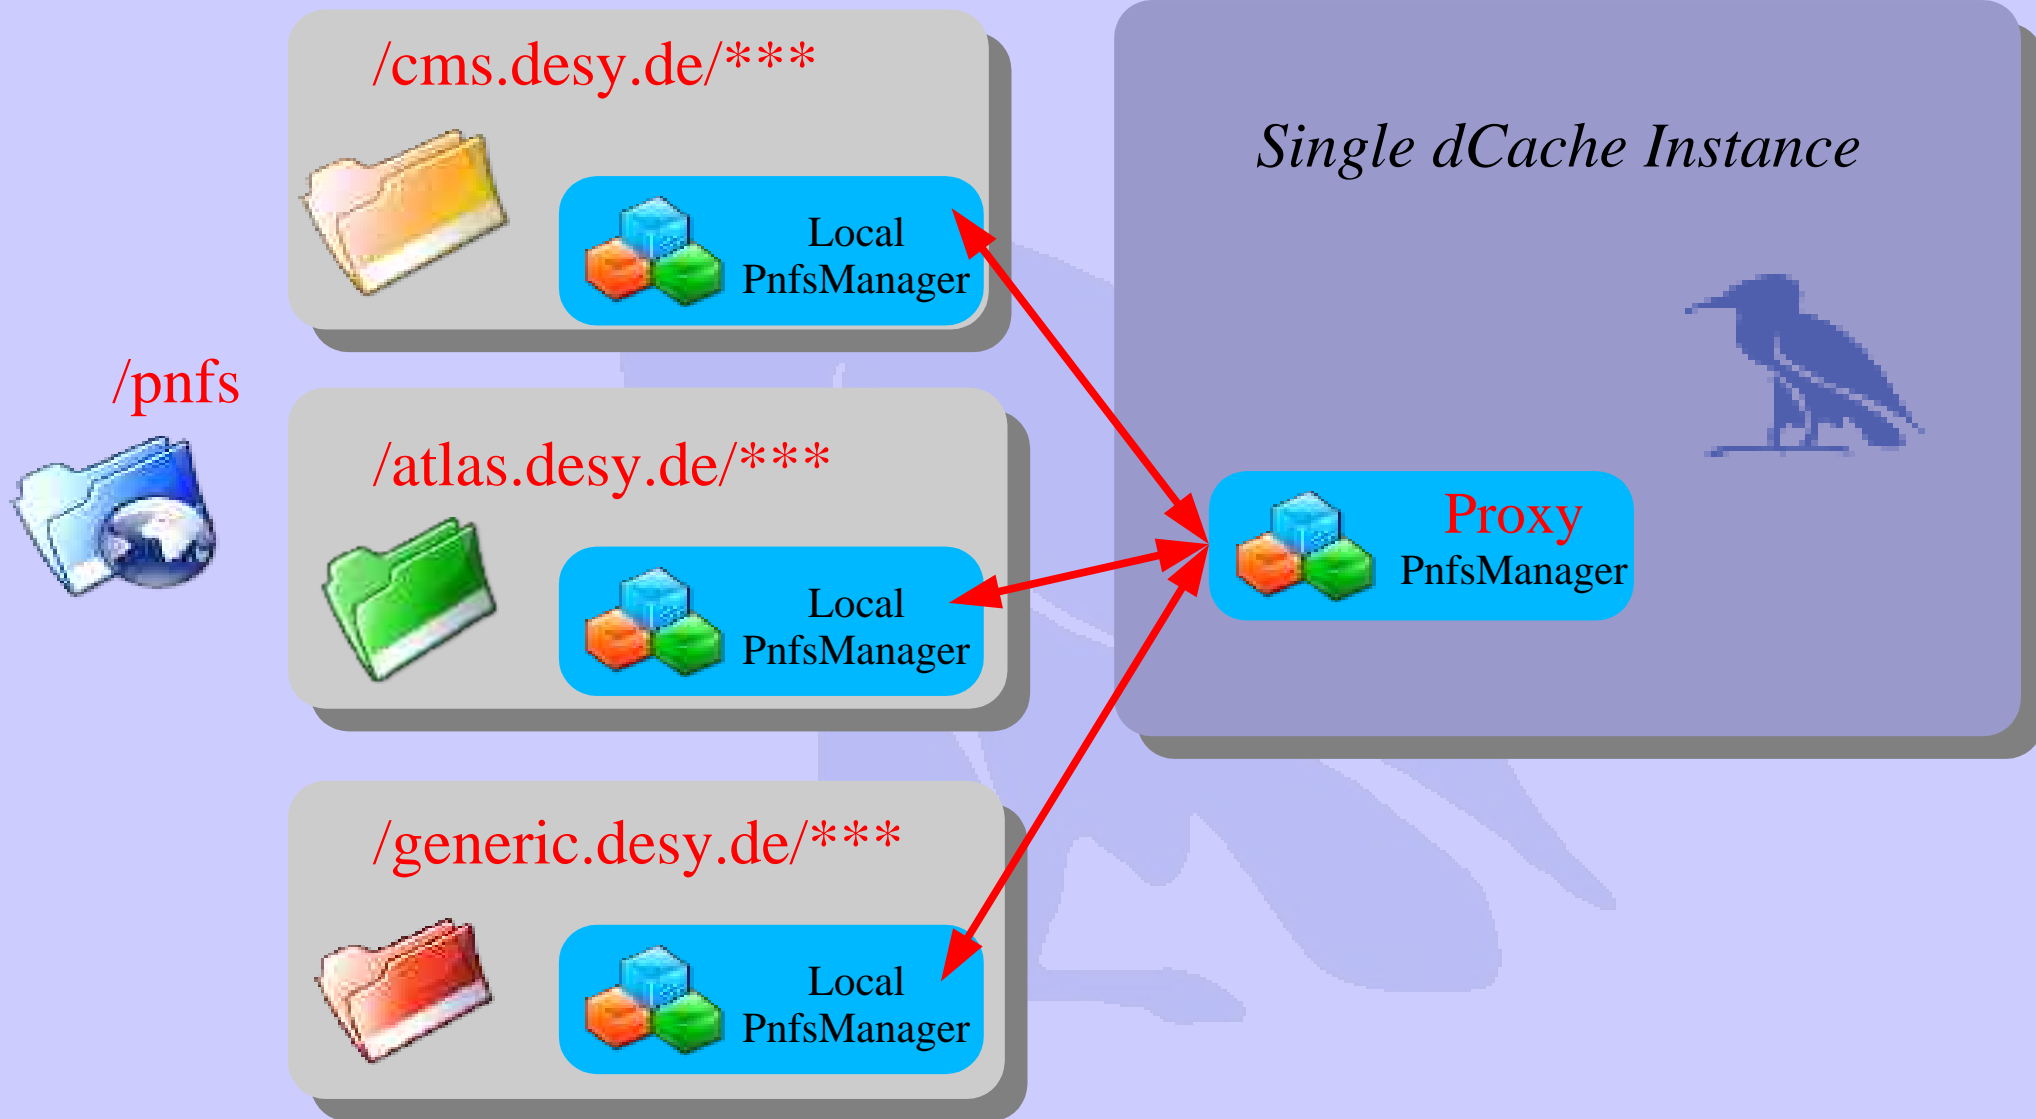 /cms.desy.de/***
Local
PnfsManager
Single dCache Instance
/pnfs
/atlas.desy.de/***
Local
PnfsManager
Proxy
PnfsManager
/generic.desy.de/***
Local
PnfsManager